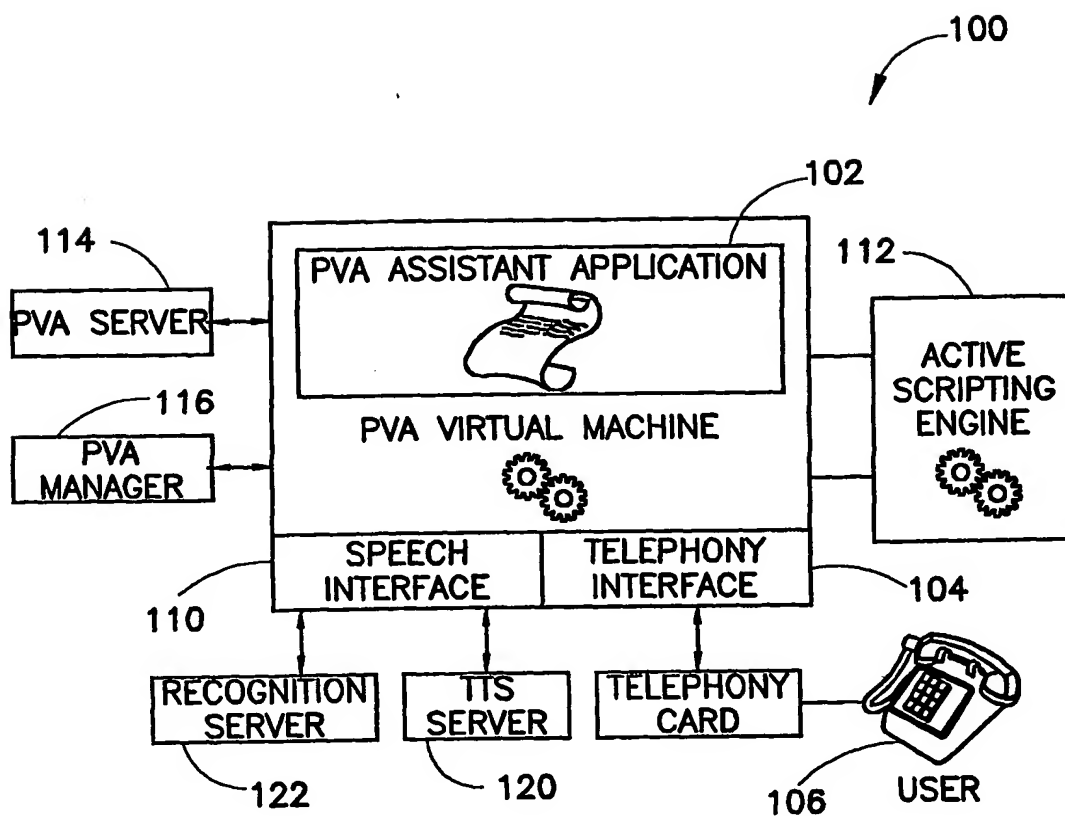 100
102
114
112
PVA ASSISTANT APPLICATION
PVA SERVER
ACTIVE
SCRIPTING
ENGINE
116
PVA VIRTUAL MACHINE
PVA
MANAGER
SPEECH
INTERFACE
TELEPHONY
INTERFACE
110
104
RECOGNITION
SERVER
TTS
SERVER
TELEPHONY
CARD
122
120
106
USER